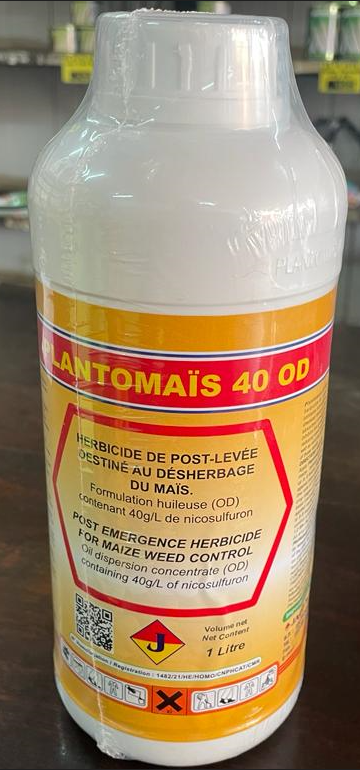 PLANTOMAÏS 40 OD
HERBICIDE DE POST-LEVÉE
DESTINÉ AU DÉSHERBAGE
DU MAÏS.
Formulation huileuse (OD)
contenant 40g/L de nicosulfuron
POST EMERGENCE HERBICIDE
FOR MAIZE WEED CONTROL
Oil dispersion concentrate (OD)
containing 40g/L of nicosulfuron
J
Volume net
Net Content
1 Litre
/ Registration : 1482/21/HE/HOMO/CNPHCAT/CMR